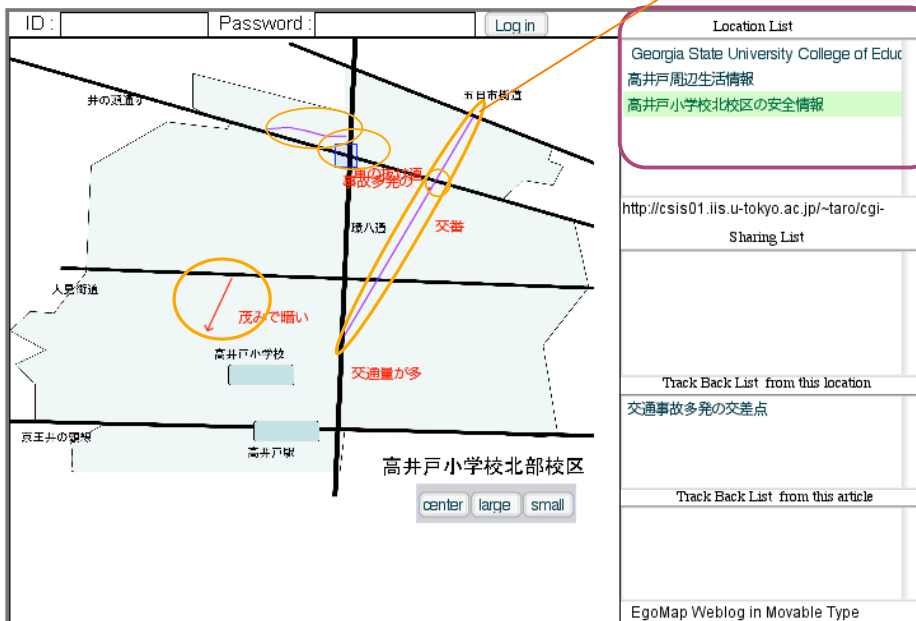 ID :
Password :
Log in
五日市街道
井の頭通り
車の抜け道
事故多発の
交番
環八通
人見街道
茂みで暗い
高井戸小学校
交通量が多
京王井の頭線
高井戸駅
高井戸小学校北部校区
center
large
small
Location List
Georgia State University College of Educ
高井戸周辺生活情報
高井戸小学校北校区の安全情報
http://csis01.iis.u-tokyo.ac.jp/~taro/cgi-
Sharing List
Track Back List from this location
交通事故多発の交差点
Track Back List from this article
EgoMap Weblog in Movable Type